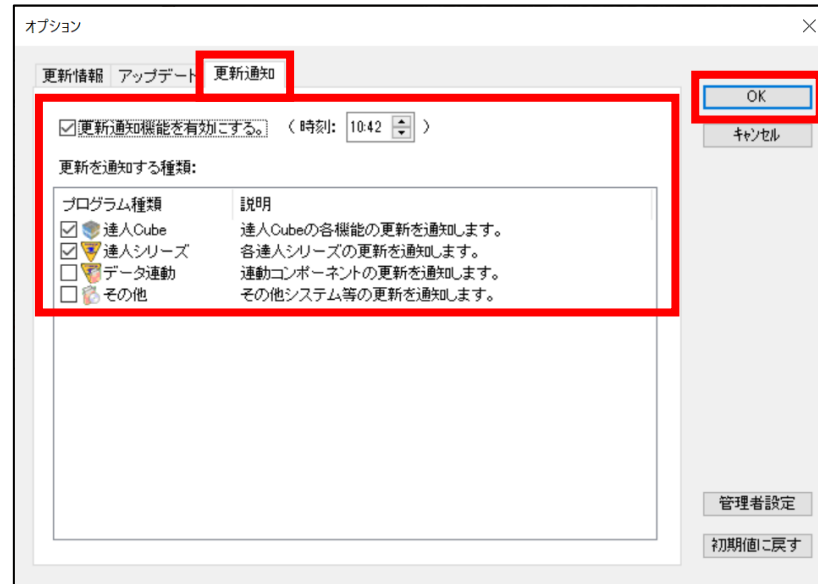 オプション
更新情報 アップデート 更新通知
OK
キャンセル
更新通知機能を有効にする。 (時刻: 10:42 )
更新を通知する種類:
プログラム種類 説明
達人Cube 達人Cubeの各機能の更新を通知します。
達人シリーズ 各達人シリーズの更新を通知します。
データ連動 連動コンポーネントの更新を通知します。
その他 その他システム等の更新を通知します。
管理者設定
初期値に戻す